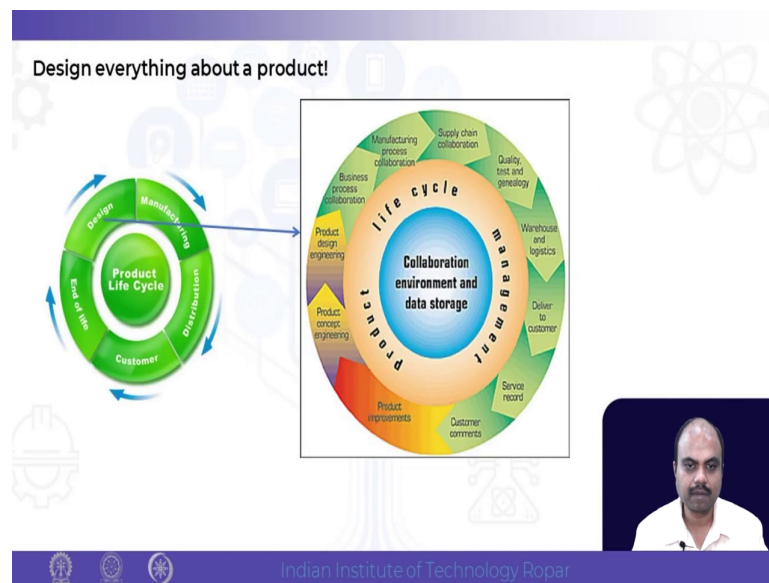 Design everything about a product!
Design
Manufacturing
Distribution
Customer
End of life
Product
Life Cycle
Manufacturing
process
collaboration
Supply chain
collaboration
Quality,
test and
genealogy
Warehouse
and
logistics
Deliver
to
customer
Service
record
Customer
comments
Product
improvements
Product
concept
engineering
Product
design
engineering
Business
process
collaboration
product life cycle management
Collaboration
environment and
data storage
Indian Institute of Technology Ropar